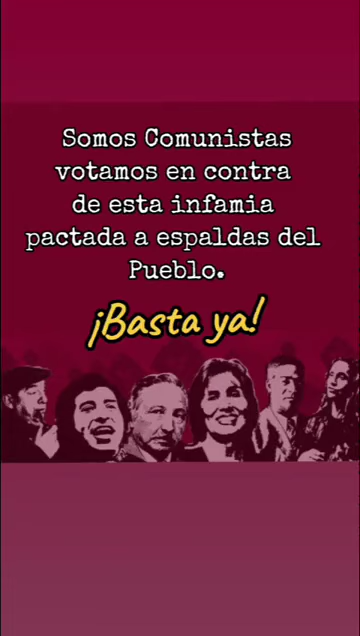 Somos Comunistas
votamos en contra
de esta infamia
pactada a espaldas del
Pueblo.
¡Basta ya!